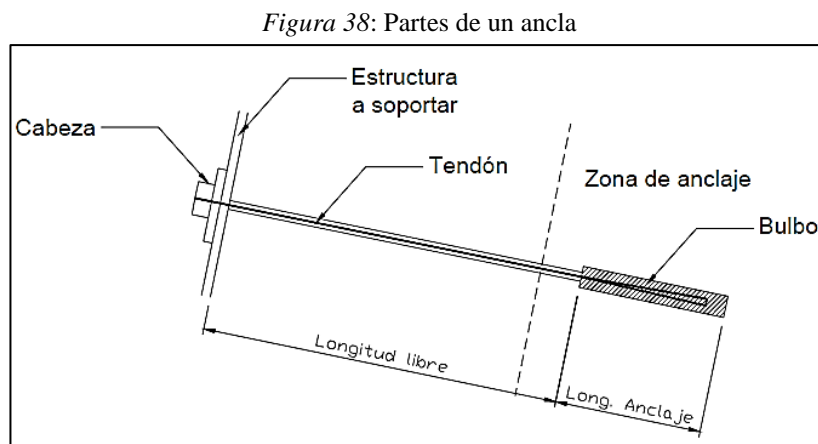 Figura 38: Partes de un ancla
Estructura
a soportar
Cabeza
Tendón
Zona de anclaje
Bulbo
Longitud libre
Long. Anclaje